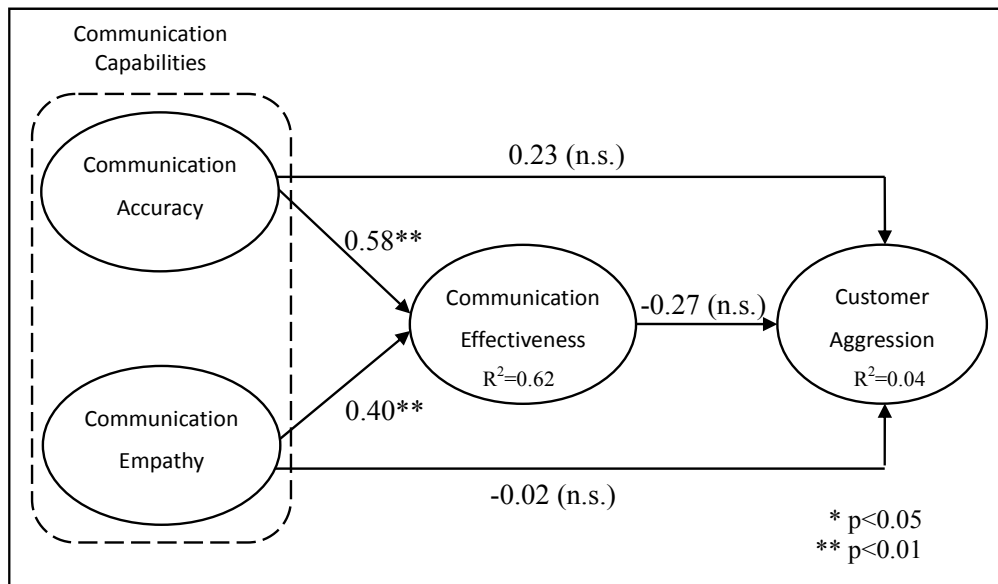 Communication
Capabilities
Communication
Accuracy
0.23 (n.s.)
0.58**
Communication
Effectiveness
R²=0.62
-0.27 (n.s.)
Customer
Aggression
R²=0.04
Communication
Empathy
0.40**
-0.02 (n.s.)
* p<0.05
** p<0.01